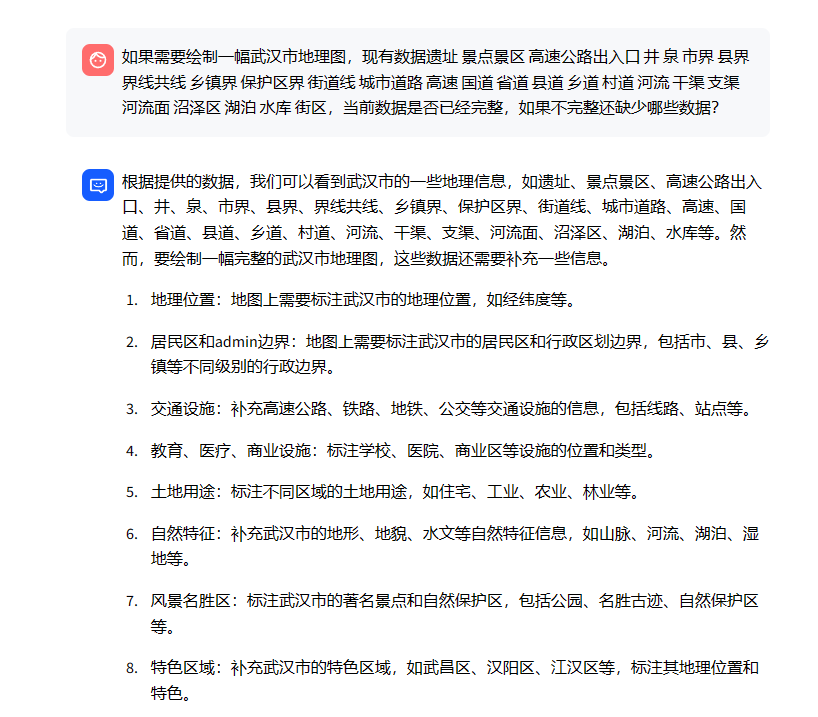 如果需要绘制一幅武汉市地理图，现有数据遗址 景点景区 高速公路出入口 井 泉 市界 县界
界线共线 乡镇界 保护区界 街道线 城市道路 高速 国道 省道 县道 乡道 村道 河流 干渠 支渠
河流面 沼泽区 湖泊 水库 街区，当前数据是否已经完整，如果不完整还缺少哪些数据？
根据提供的数据，我们可以看到武汉市的一些地理信息，如遗址、景点景区、高速公路出入
口、井、泉、市界、县界、界线共线、乡镇界、保护区界、街道线、城市道路、高速、国
道、省道、县道、乡道、村道、河流、干渠、支渠、河流面、沼泽区、湖泊、水库等。然
而，要绘制一幅完整的武汉市地理图，这些数据还需要补充一些信息。
1. 地理位置：地图上需要标注武汉市的地理位置，如经纬度等。
2. 居民区和admin边界：地图上需要标注武汉市的居民区和行政区划边界，包括市、县、乡
镇等不同级别的行政边界。
3. 交通设施：补充高速公路、铁路、地铁、公交等交通设施的信息，包括线路、站点等。
4. 教育、医疗、商业设施：标注学校、医院、商业区等设施的位置和类型。
5. 土地用途：标注不同区域的土地用途，如住宅、工业、农业、林业等。
6. 自然特征：补充武汉市的地形、地貌、水文等自然特征信息，如山脉、河流、湖泊、湿
地等。
7. 风景名胜区：标注武汉市的著名景点和自然保护区，包括公园、名胜古迹、自然保护区
等。
8. 特色区域：补充武汉市的特色区域，如武昌区、汉阳区、江汉区等，标注其地理位置和
特色。